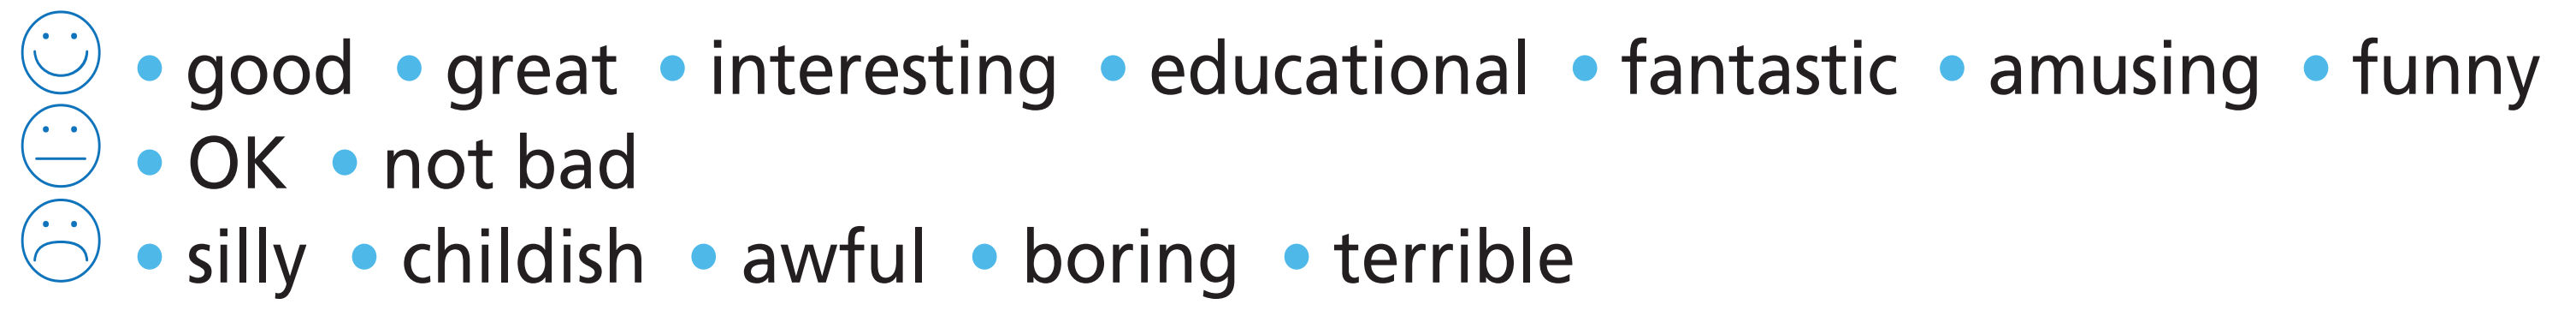 • good • great • interesting • educational • fantastic • amusing • funny
• OK • not bad
• silly • childish • awful • boring • terrible